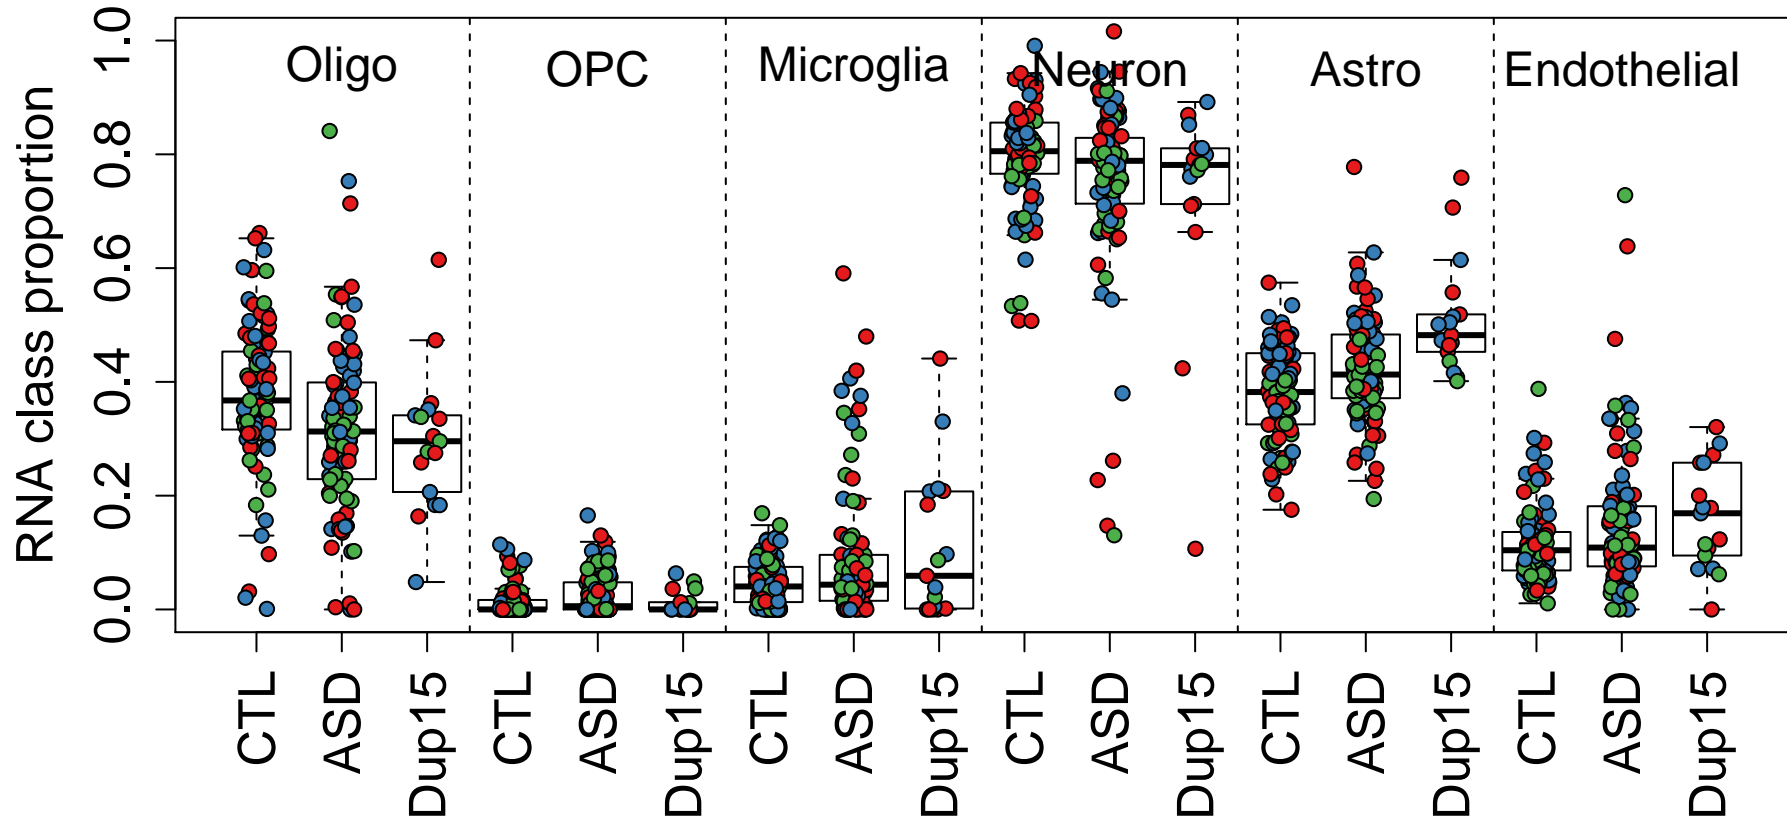 RNA class proportion
1.0
0.8
0.6
0.4
0.2
0.0
Oligo OPC Microglia Neuron Astro Endothelial
CTL ASD Dup15 CTL ASD Dup15 CTL ASD Dup15 CTL ASD Dup15 CTL ASD Dup15 CTL ASD Dup15